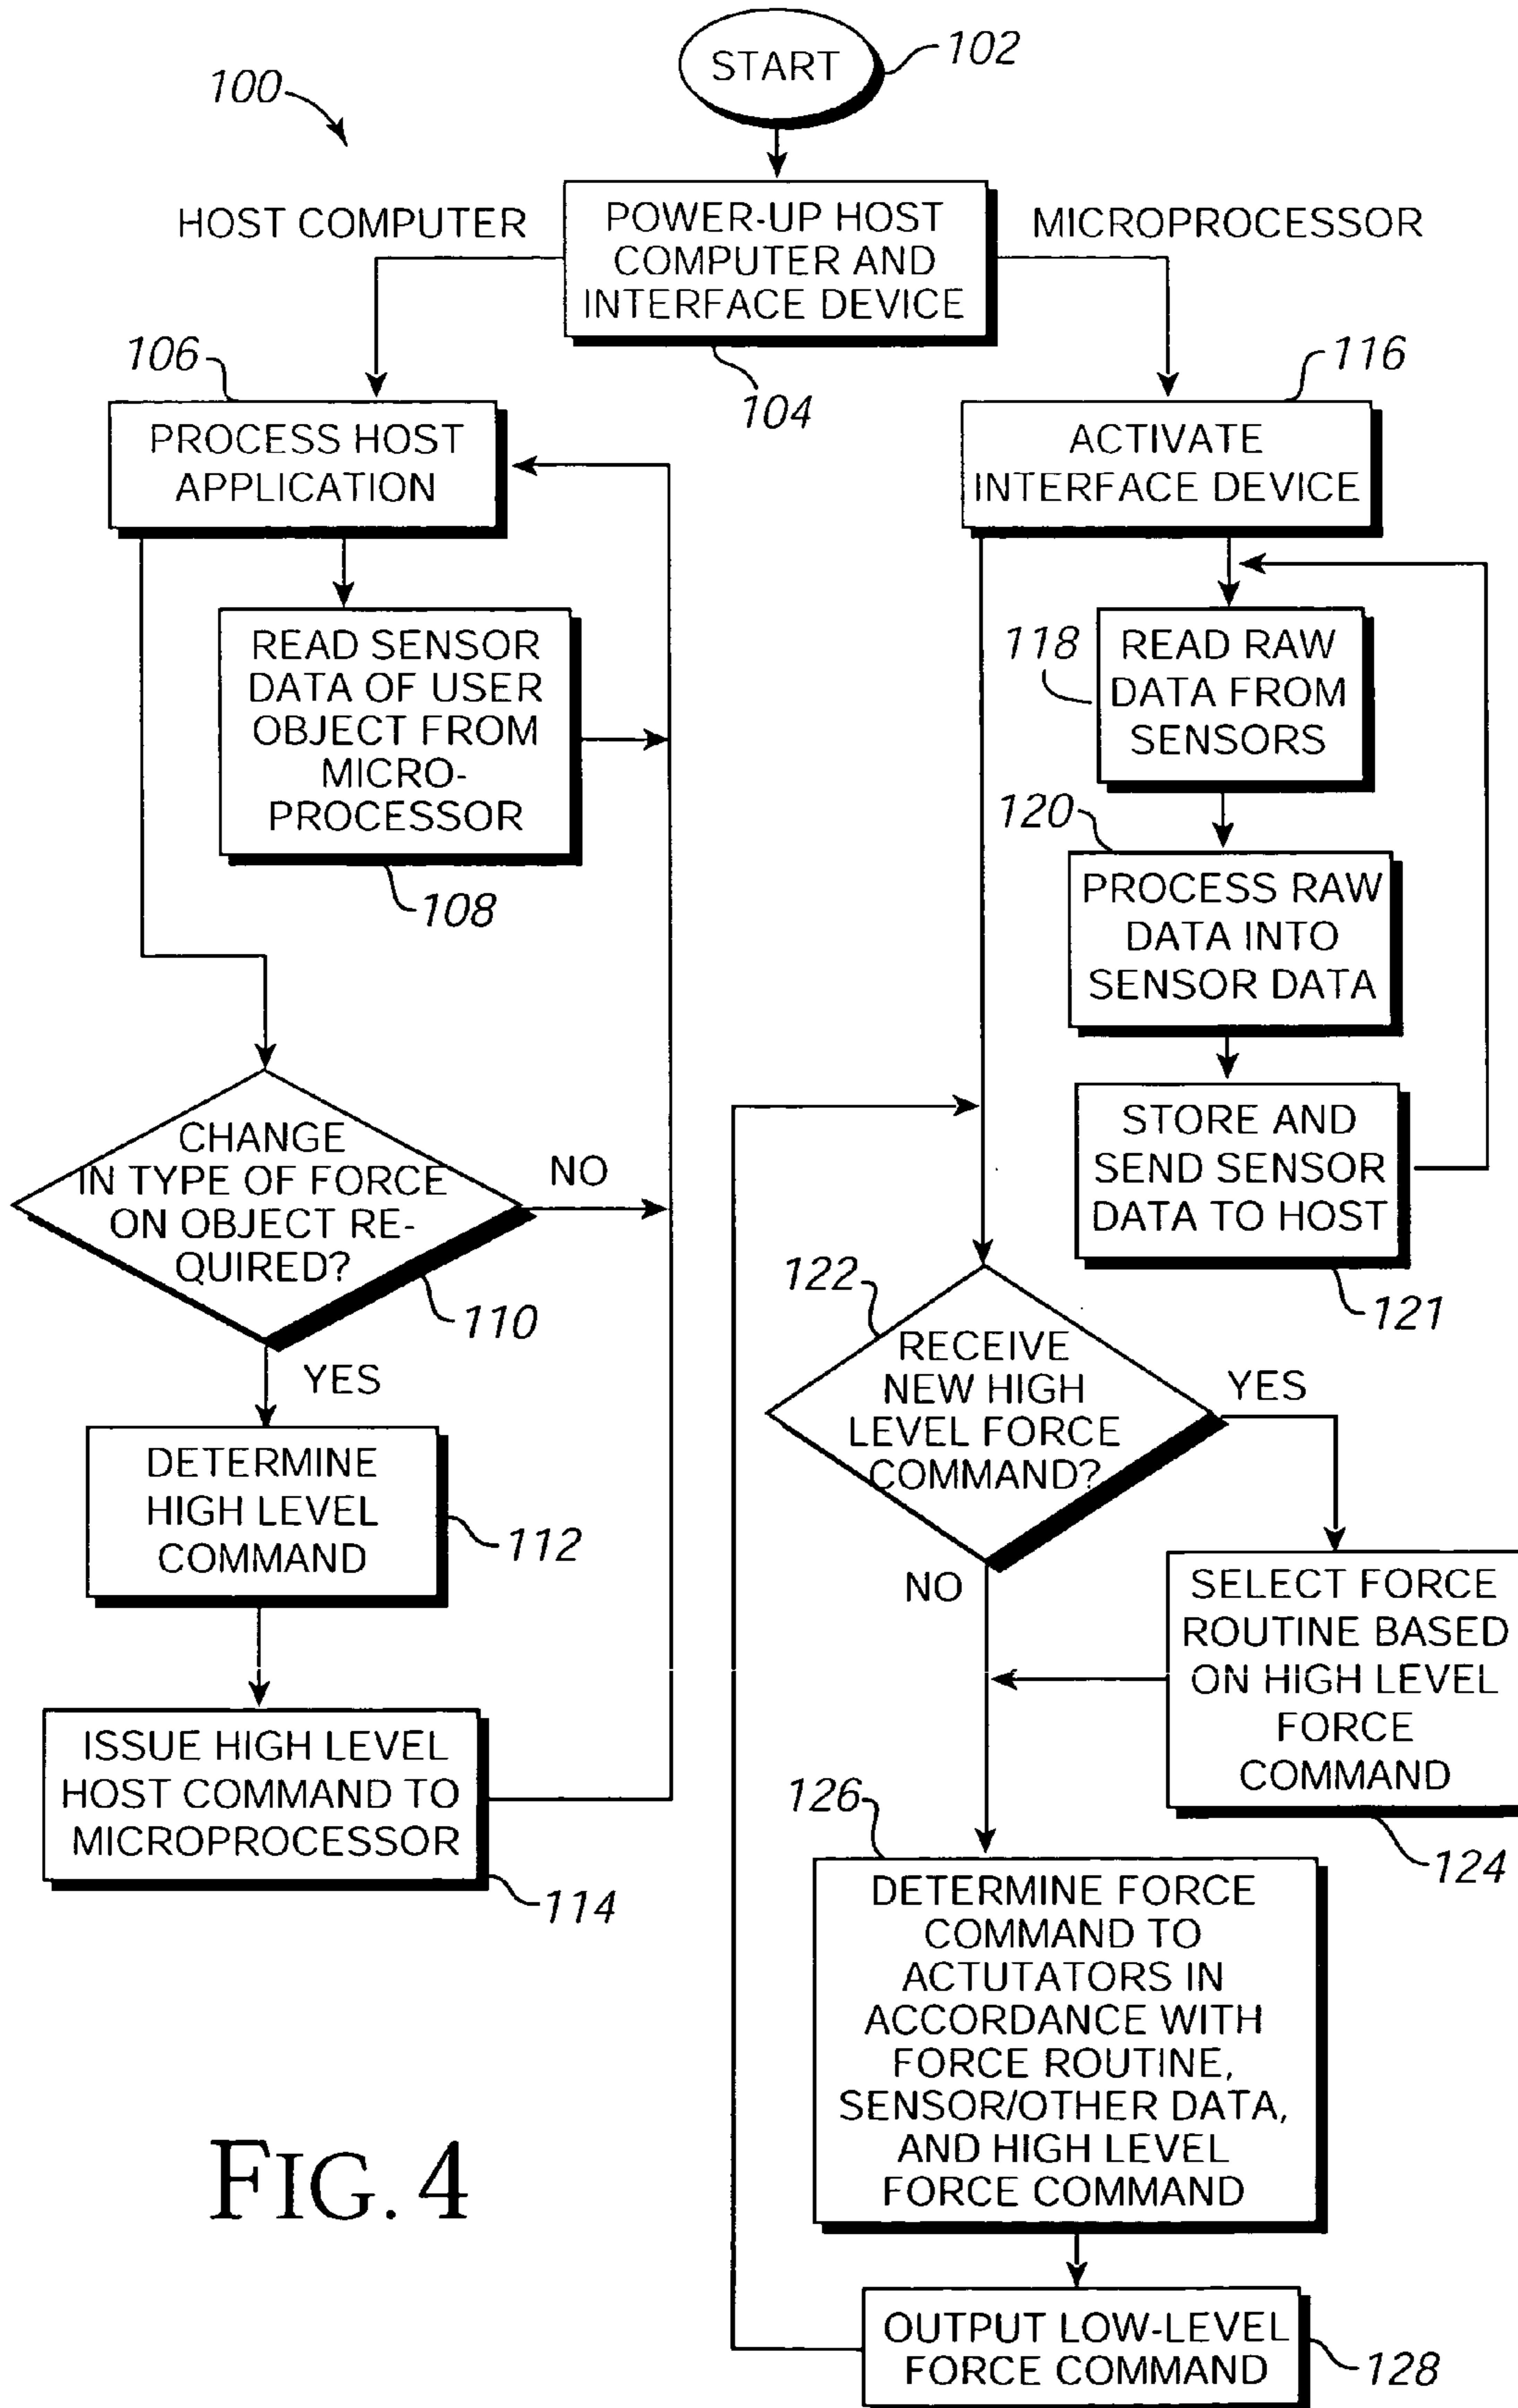 START
102
100
HOST COMPUTER
POWER-UP HOST
COMPUTER AND
INTERFACE DEVICE
MICROPROCESSOR
104
106
PROCESS HOST
APPLICATION
READ SENSOR
DATA OF USER
OBJECT FROM
MICRO-
PROCESSOR
108
CHANGE
IN TYPE OF FORCE
ON OBJECT RE-
QUIRED?
NO
110
YES
DETERMINE
HIGH LEVEL
COMMAND
112
ISSUE HIGH LEVEL
HOST COMMAND TO
MICROPROCESSOR
114
116
ACTIVATE
INTERFACE DEVICE
118
READ RAW
DATA FROM
SENSORS
120
PROCESS RAW
DATA INTO
SENSOR DATA
STORE AND
SEND SENSOR
DATA TO HOST
121
122
RECEIVE
NEW HIGH
LEVEL FORCE
COMMAND?
YES
NO
SELECT FORCE
ROUTINE BASED
ON HIGH LEVEL
FORCE
COMMAND
124
126
DETERMINE FORCE
COMMAND TO
ACTUTATORS IN
ACCORDANCE WITH
FORCE ROUTINE,
SENSOR/OTHER DATA,
AND HIGH LEVEL
FORCE COMMAND
OUTPUT LOW-LEVEL
FORCE COMMAND
128
FIG. 4